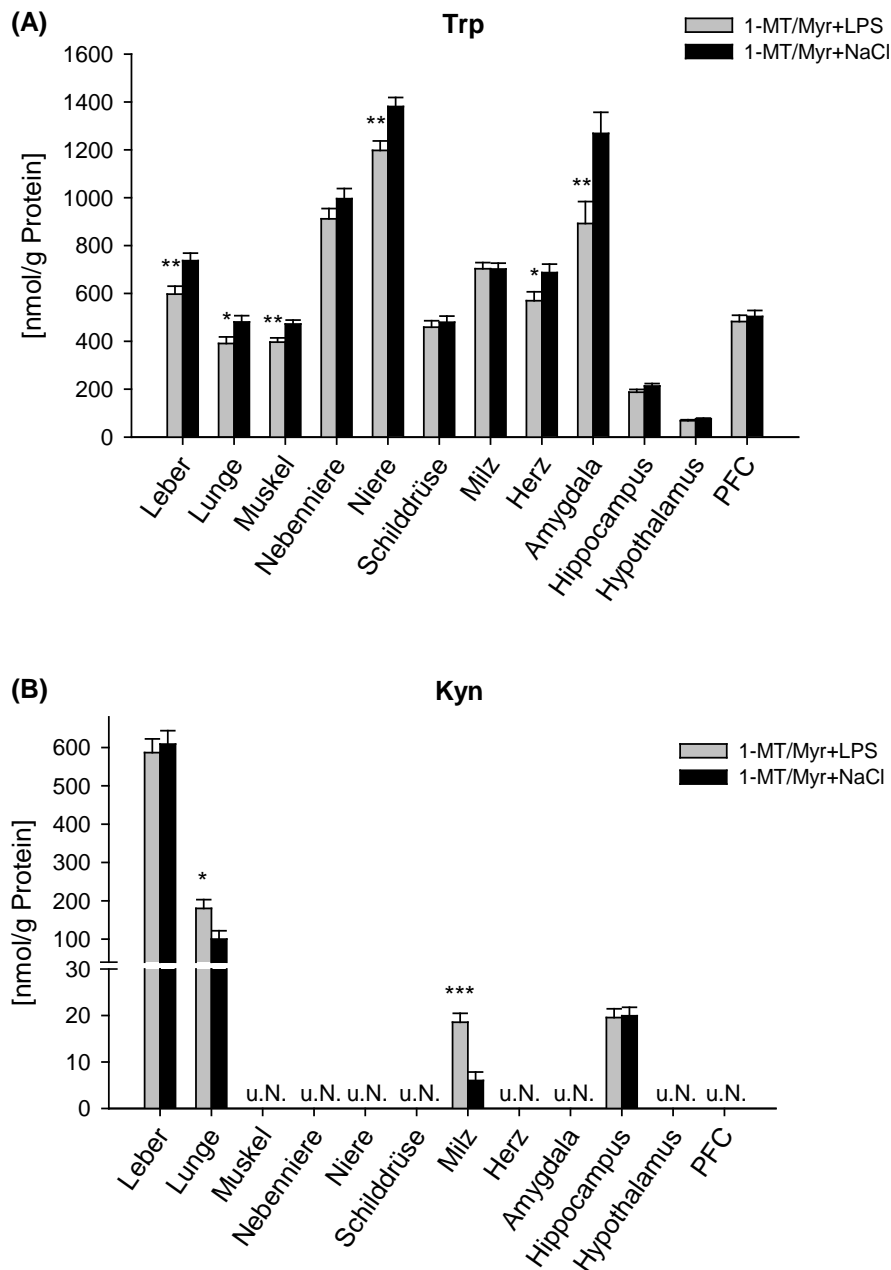 (A)
Trp
1-MT/Myr+LPS
1-MT/Myr+NaCl
[nmol/g Protein]
1600
1400
1200
1000
800
600
400
200
0
**
*
**
**
*
**
Leber
Lunge
Muskel
Nebenniere
Niere
Schilddrüse
Milz
Herz
Amygdala
Hippocampus
Hypothalamus
PFC
(B)
Kyn
1-MT/Myr+LPS
1-MT/Myr+NaCl
[nmol/g Protein]
600
500
400
300
200
100
30
20
10
0
*
***
u.N. u.N. u.N. u.N. u.N. u.N. u.N. u.N.
Leber
Lunge
Muskel
Nebenniere
Niere
Schilddrüse
Milz
Herz
Amygdala
Hippocampus
Hypothalamus
PFC